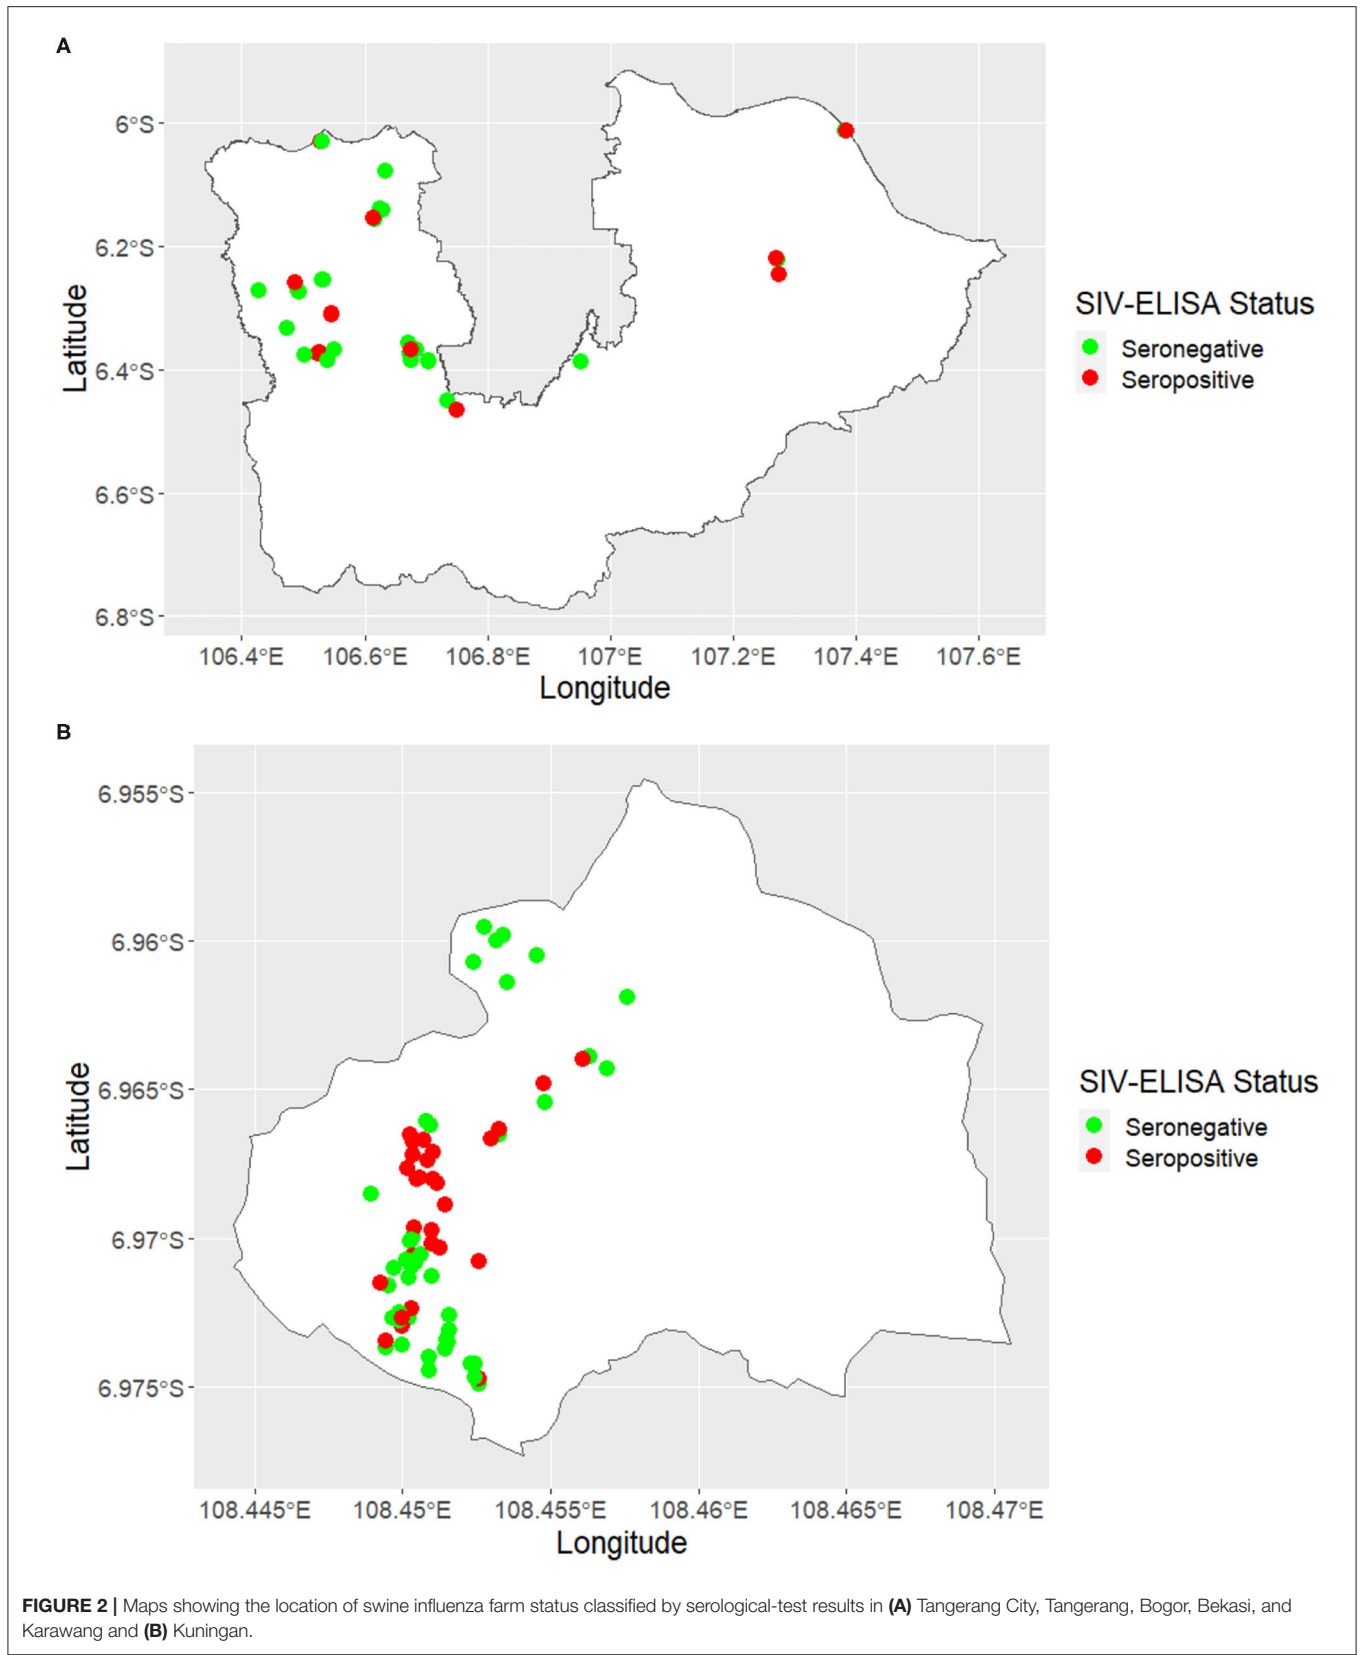 A
6°S
6.2°S
6.4°S
6.6°S
6.8°S
Latitude
106.4°E 106.6°E 106.8°E 107°E 107.2°E 107.4°E 107.6°E
Longitude
SIV-ELISA Status
Seronegative
Seropositive
B
6.955°S
6.96°S
6.965°S
6.97°S
6.975°S
Latitude
108.445°E 108.45°E 108.455°E 108.46°E 108.465°E 108.47°E
Longitude
SIV-ELISA Status
Seronegative
Seropositive
FIGURE 2 | Maps showing the location of swine influenza farm status classified by serological-test results in (A) Tangerang City, Tangerang, Bogor, Bekasi, and
Karawang and (B) Kuningan.